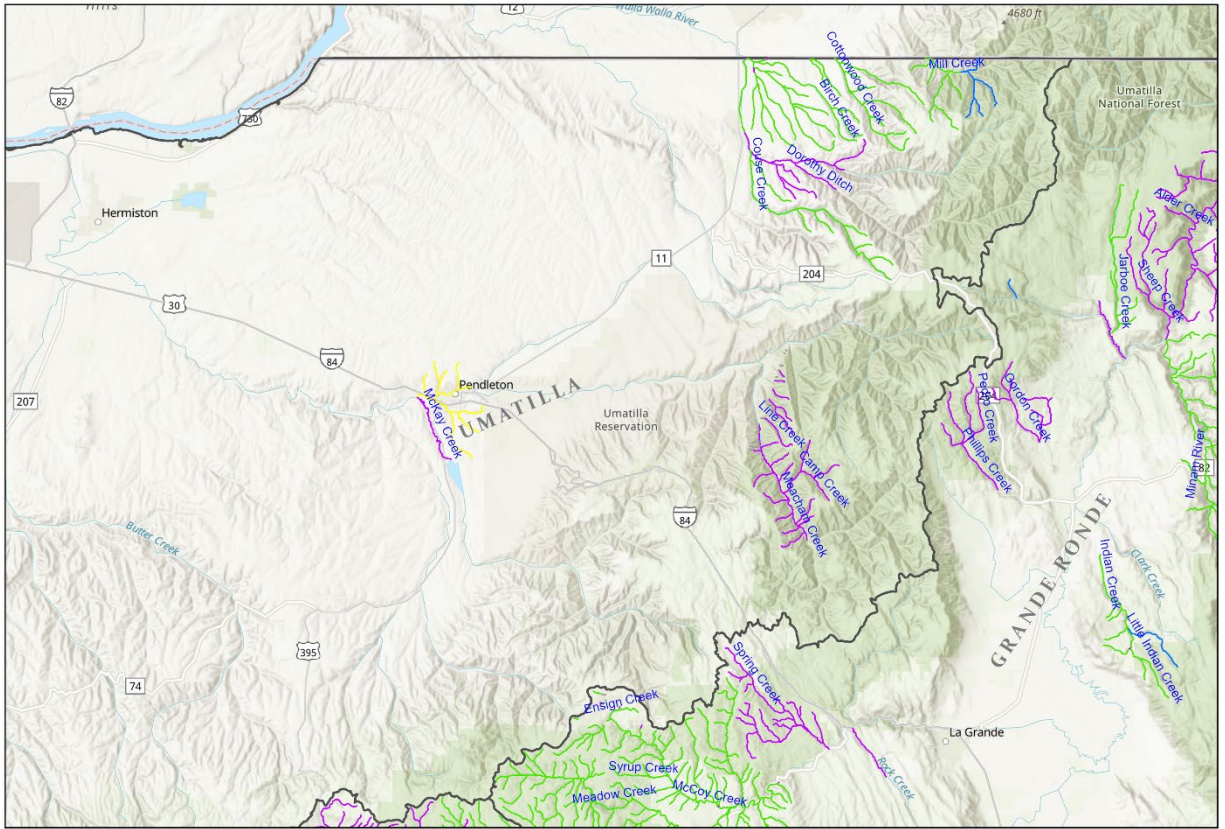 12
Walla Walla River
4680 ft
82
730
Cottonwood Creek
Mill Creek
Birch Creek
Umatilla
National Forest
Couse Creek
Dorothy Ditch
Alder Creek
Hermiston
11
204
Jarboe Creek
Sheep Creek
30
84
Pendleton
207
McKay Creek
UMATILLA
Umatilla
Reservation
Line Creek
Camp Creek
Meacham Creek
Gordon Creek
Phillips Creek
Minam River
82
84
Butter Creek
GRANDE RONDE
Indian Creek
Clark Creek
Little Indian Creek
395
74
Spring Creek
Ensign Creek
La Grande
Rock Creek
Syrup Creek
Meadow Creek
McCoy Creek